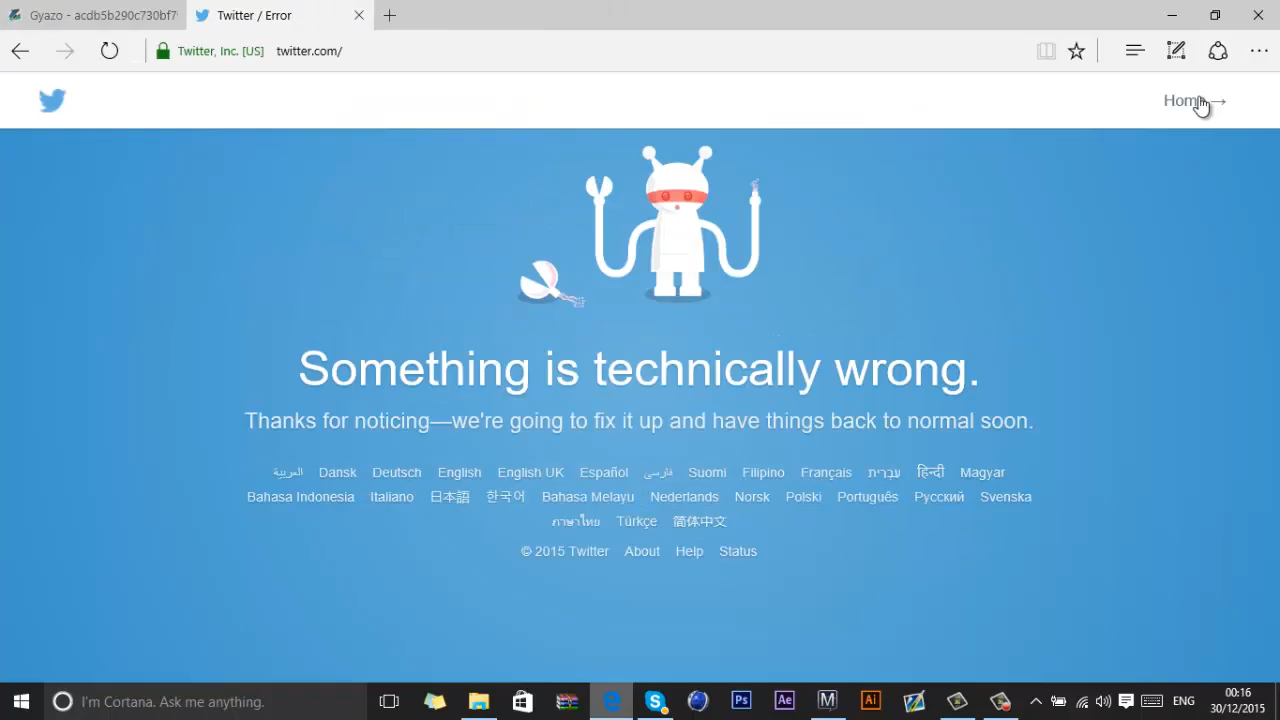 Gyazo - acdb5b290c730bf7
Twitter / Error
Twitter, Inc. [US] twitter.com/
→
Something is technically wrong.
Thanks for noticing—we're going to fix it up and have things back to normal soon.
العربية Dansk Deutsch English English UK Español فارسی Suomi Filipino Français עברית हिन्दी Magyar
Bahasa Indonesia Italiano 日本語 한국어 Bahasa Melayu Nederlands Norsk Polski Português Русский Svenska
ภาษาไทย Türkçe 简体中文
© 2015 Twitter About Help Status
I'm Cortana. Ask me anything.
Ps Ae M Ai
ENG
00:16
30/12/2015